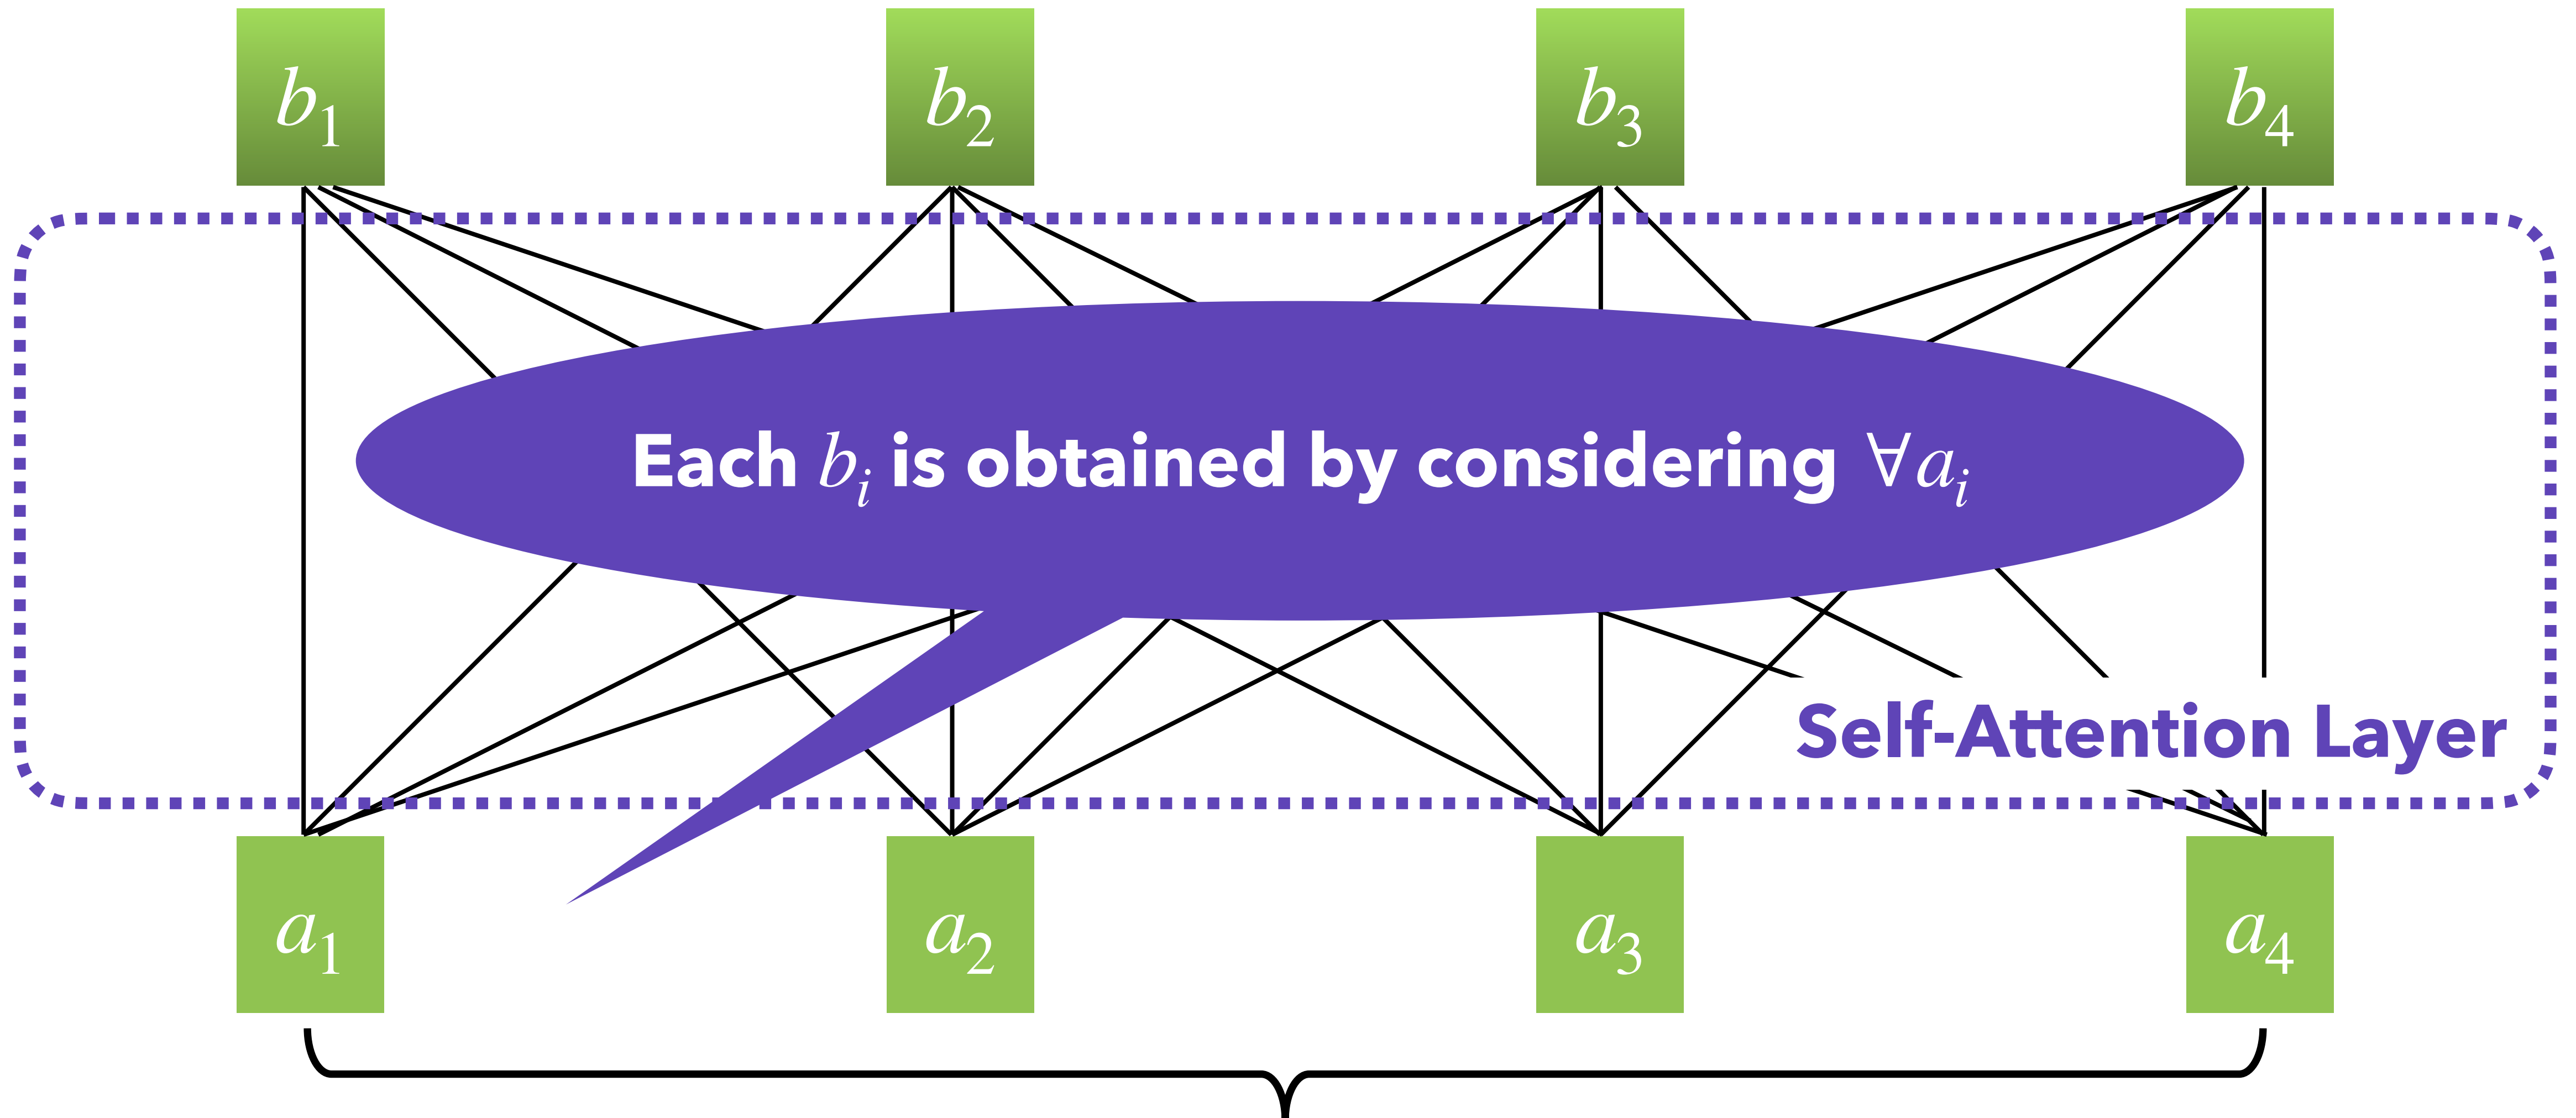 b₁ b₂ b₃ b₄
Each bᵢ is obtained by considering ∀aᵢ
Self-Attention Layer
a₁ a₂ a₃ a₄